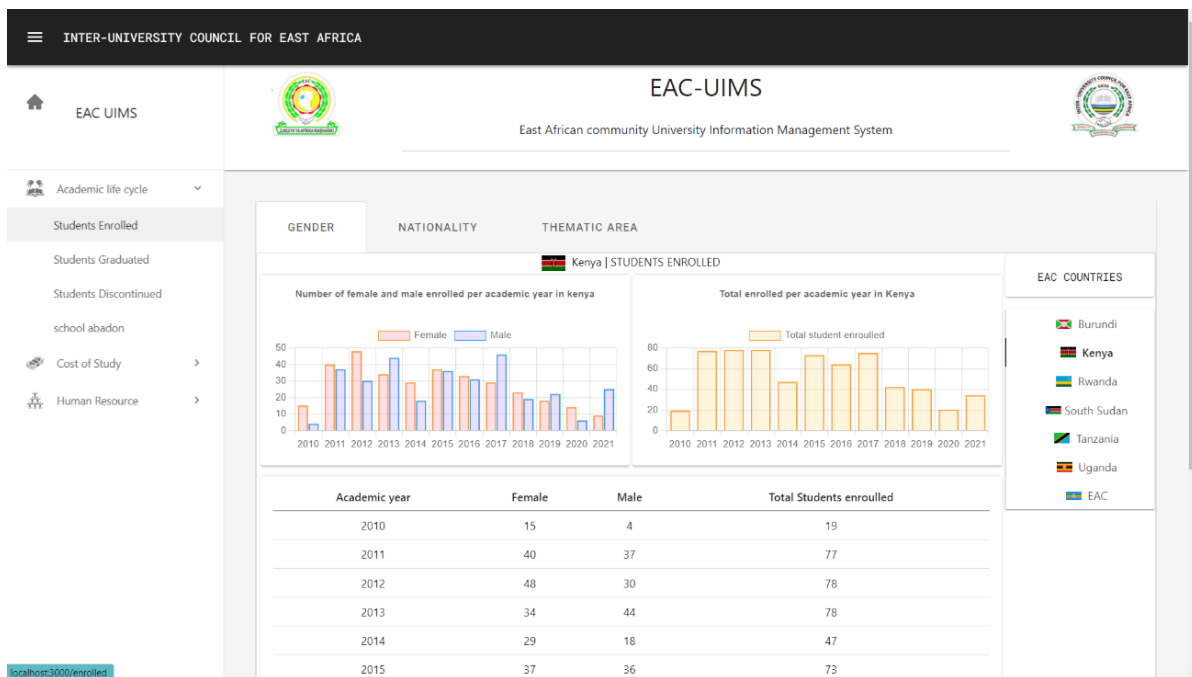 INTER-UNIVERSITY COUNCIL FOR EAST AFRICA
EAC UIMS
EAC-UIMS
East African community University Information Management System
Academic life cycle
Students Enrolled
Students Graduated
Students Discontinued
school abadon
Cost of Study
Human Resource
GENDER NATIONALITY THEMATIC AREA
Kenya | STUDENTS ENROLLED
Number of female and male enrolled per academic year in kenya
Female Male
50
40
30
20
10
0
2010 2011 2012 2013 2014 2015 2016 2017 2018 2019 2020 2021
Total enrolled per academic year in Kenya
Total student enroulled
80
60
40
20
0
2010 2011 2012 2013 2014 2015 2016 2017 2018 2019 2020 2021
EAC COUNTRIES
Burundi
Kenya
Rwanda
South Sudan
Tanzania
Uganda
EAC
Academic year Female Male Total Students enroulled
2010 15 4 19
2011 40 37 77
2012 48 30 78
2013 34 44 78
2014 29 18 47
2015 37 36 73
localhost:3000/enrolled